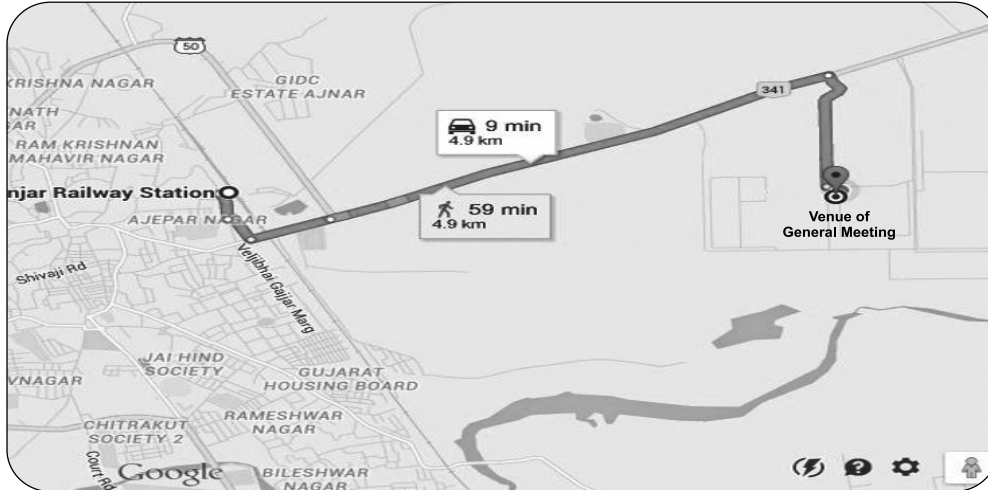 50
KRISHNA NAGAR
GIDC
ESTATE AJNAR
NATH
GAR
341
9 min
4.9 km
RAM KRISHNAN
MAHAVIR NAGAR
njar Railway Station
AJEPAR NAGAR
59 min
4.9 km
Venue of
General Meeting
Veljibhai Gajjar Marg
Shivaji Rd
JAI HIND
SOCIETY
GUJARAT
HOUSING BOARD
VNAGAR
RAMESHWAR
NAGAR
CHITRAKUT
SOCIETY 2
Court Rd
Google
BILESHWAR
NAGAR